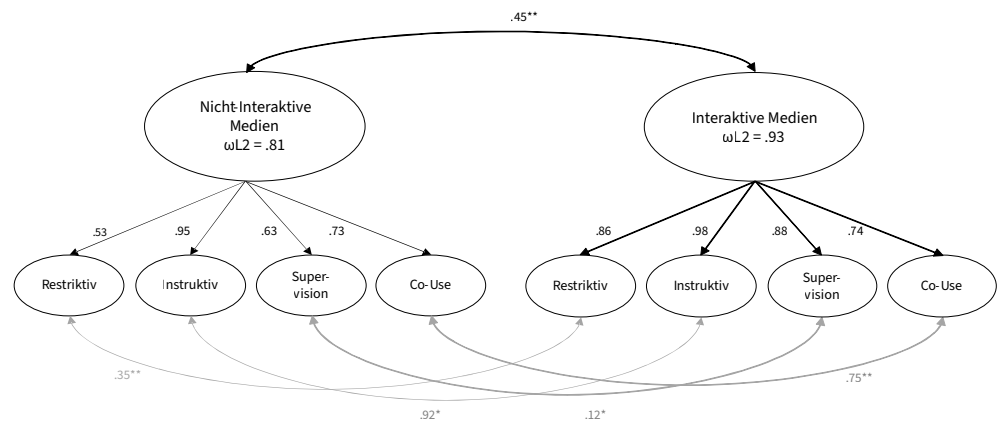 .45**
Nicht-Interaktive
Medien
ωL2 = .81
Interaktive Medien
ωL2 = .93
.53
.95
.63
.73
.86
.98
.88
.74
Restriktiv
Instruktiv
Super-
vision
Co-Use
Restriktiv
Instruktiv
Super-
vision
Co-Use
.35**
.75**
.92*
.12*